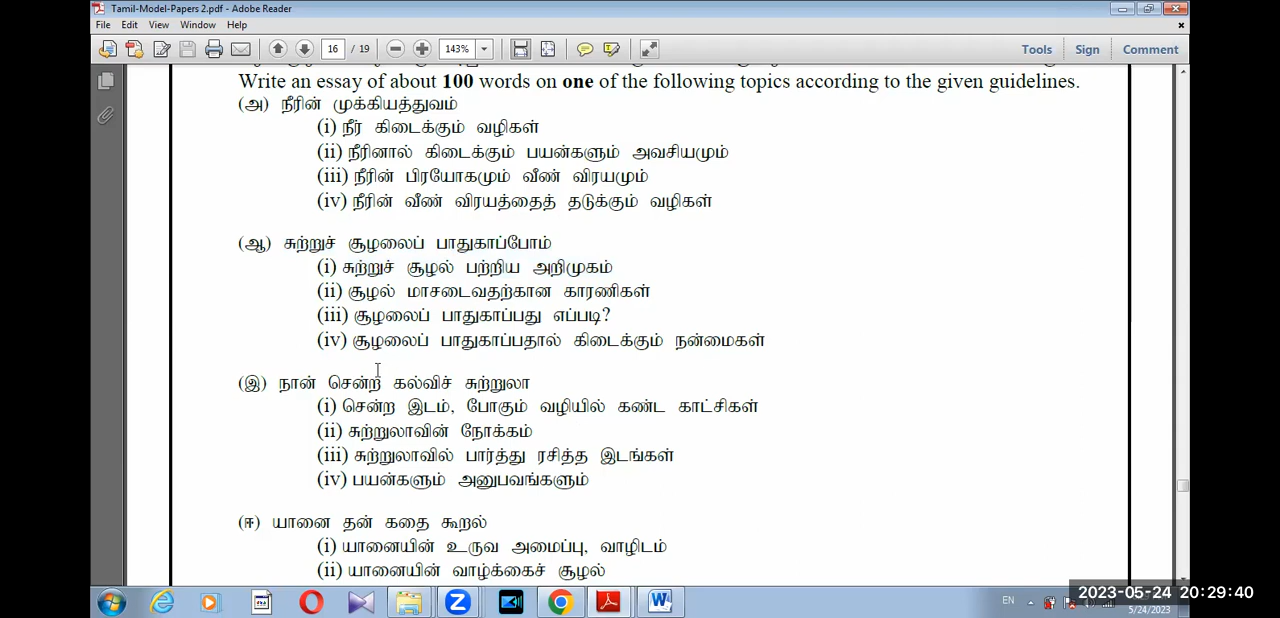 Tamil-Model-Papers 2.pdf - Adobe Reader
File Edit View Window Help
16 / 19 143% Tools Sign Comment
Write an essay of about 100 words on one of the following topics according to the given guidelines.
(அ) நீரின் முக்கியத்துவம்
(i) நீர் கிடைக்கும் வழிகள்
(ii) நீரினால் கிடைக்கும் பயன்களும் அவசியமும்
(iii) நீரின் பிரயோகமும் வீண் விரயமும்
(iv) நீரின் வீண் விரயத்தைத் தடுக்கும் வழிகள்
(ஆ) சுற்றுச் சூழலைப் பாதுகாப்போம்
(i) சுற்றுச் சூழல் பற்றிய அறிமுகம்
(ii) சூழல் மாசடைவதற்கான காரணிகள்
(iii) சூழலைப் பாதுகாப்பது எப்படி?
(iv) சூழலைப் பாதுகாப்பதால் கிடைக்கும் நன்மைகள்
(இ) நான் சென்ற கல்விச் சுற்றுலா
(i) சென்ற இடம், போகும் வழியில் கண்ட காட்சிகள்
(ii) சுற்றுலாவின் நோக்கம்
(iii) சுற்றுலாவில் பார்த்து ரசித்த இடங்கள்
(iv) பயன்களும் அனுபவங்களும்
(ஈ) யானை தன் கதை கூறல்
(i) யானையின் உருவ அமைப்பு, வாழிடம்
(ii) யானையின் வாழ்க்கைச் சூழல்
EN
2023-05-24 20:29:40
5/24/2023